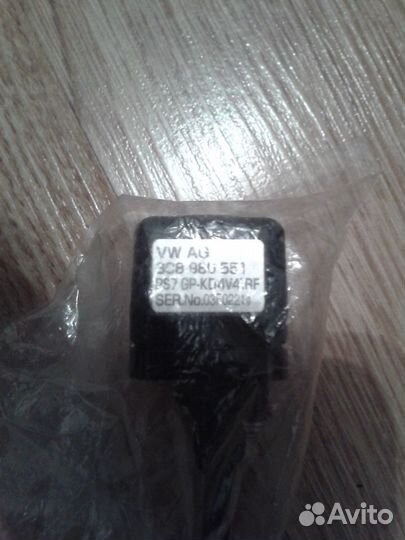 VW AG
3C8 980 551
PS7 GP-KD4V4 RF
SER.No.
Avito